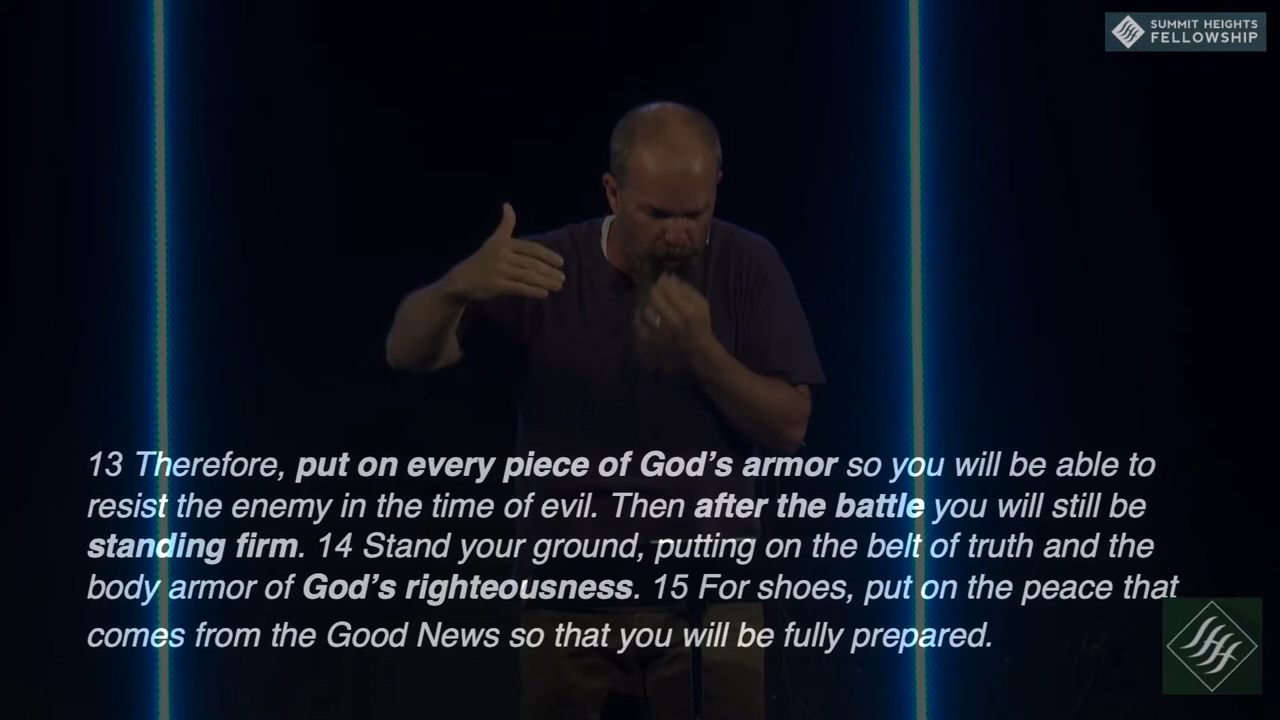 SUMMIT HEIGHTS
FELLOWSHIP
13 Therefore, put on every piece of God’s armor so you will be able to
resist the enemy in the time of evil. Then after the battle you will still be
standing firm. 14 Stand your ground, putting on the belt of truth and the
body armor of God’s righteousness. 15 For shoes, put on the peace that
comes from the Good News so that you will be fully prepared.